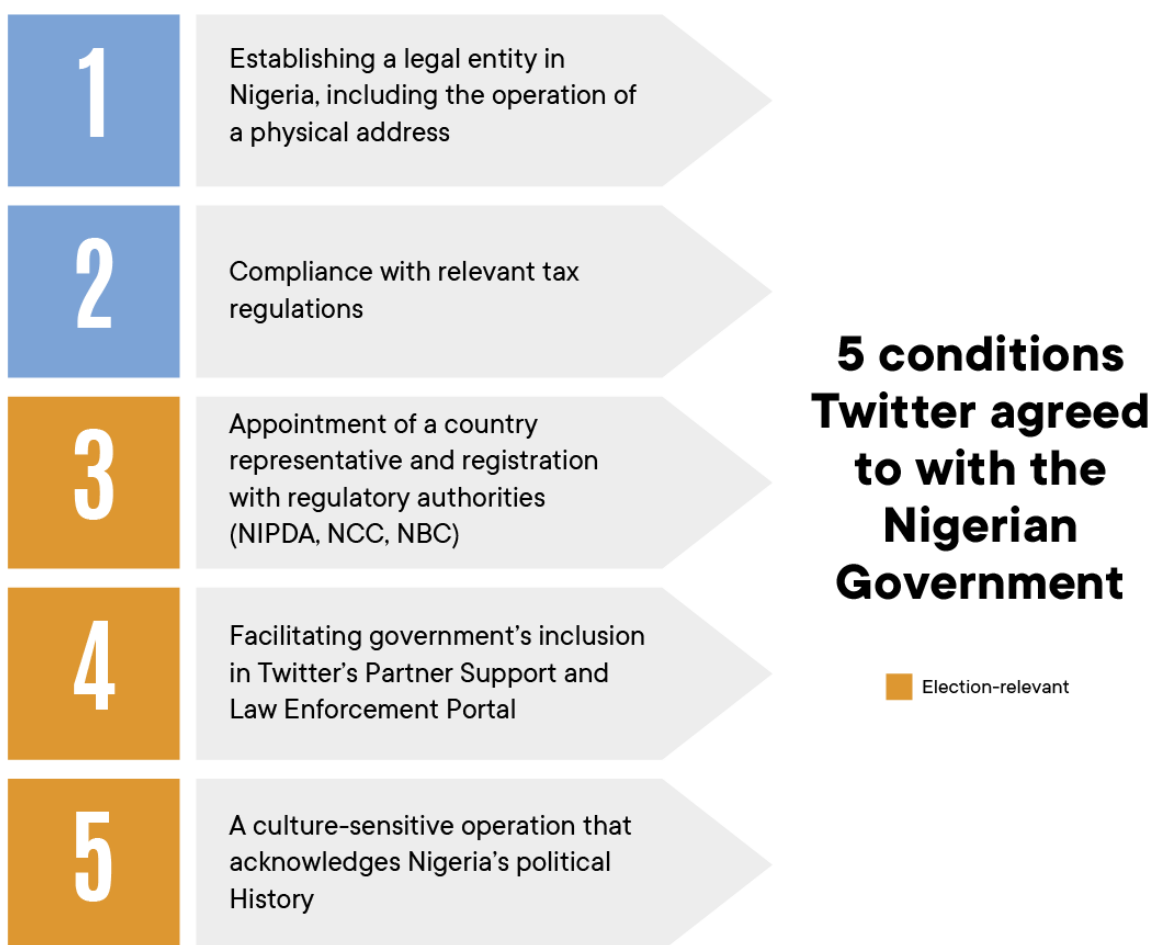 1
Establishing a legal entity in
Nigeria, including the operation of
a physical address
2
Compliance with relevant tax
regulations
3
Appointment of a country
representative and registration
with regulatory authorities
(NIPDA, NCC, NBC)
4
Facilitating government’s inclusion
in Twitter’s Partner Support and
Law Enforcement Portal
5
A culture-sensitive operation that
acknowledges Nigeria’s political
History
5 conditions
Twitter agreed
to with the
Nigerian
Government
Election-relevant